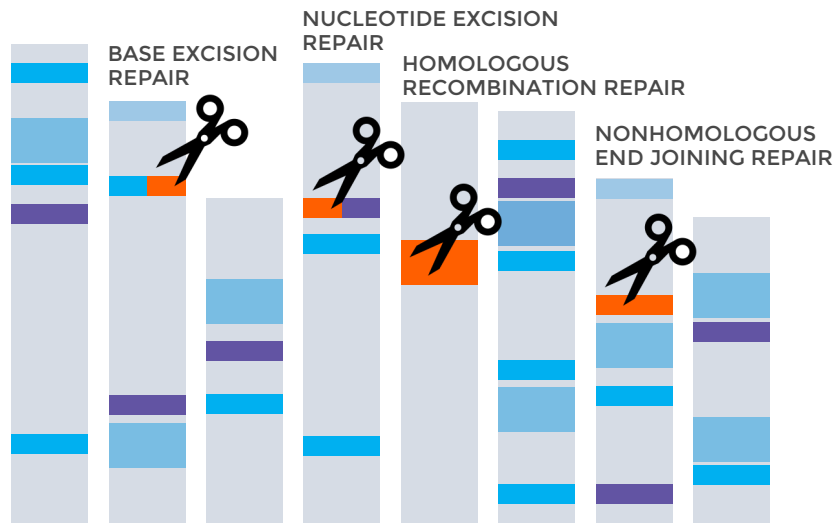 BASE EXCISION
REPAIR
NUCLEOTIDE EXCISION
REPAIR
HOMOLOGOUS
RECOMBINATION REPAIR
NONHOMOLOGOUS
END JOINING REPAIR